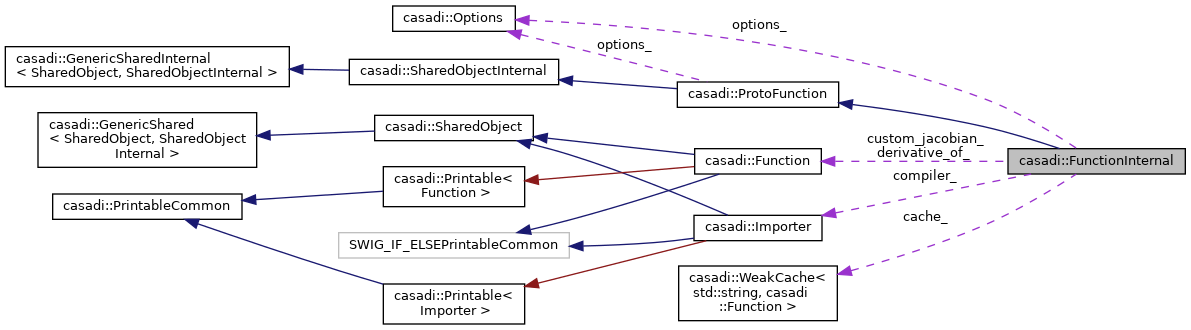 casadi::Options
options_
options_
casadi::GenericSharedInternal
< SharedObject, SharedObjectInternal >
casadi::SharedObjectInternal
casadi::ProtoFunction
casadi::GenericShared
< SharedObject, SharedObject
Internal >
casadi::SharedObject
custom_jacobian_
derivative_of_
casadi::Function
casadi::FunctionInternal
compiler_
casadi::Printable<
Function >
casadi::PrintableCommon
cache_
casadi::Importer
SWIG_IF_ELSEPrintableCommon
casadi::WeakCache<
std::string, casadi
::Function >
casadi::Printable<
Importer >